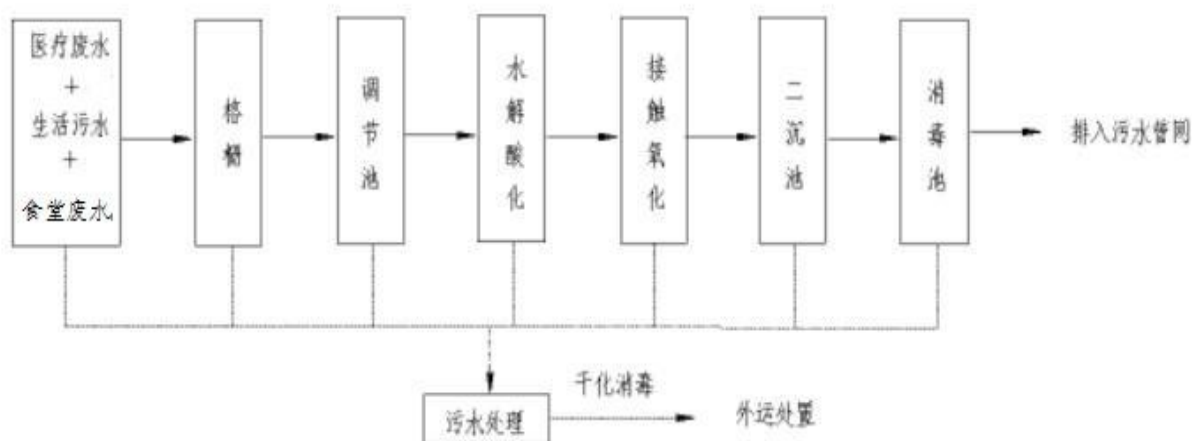 医疗废水
+
生活污水
+
食堂废水
格栅
调节池
水解酸化
接触氧化
二沉池
消毒池
排入污水管网
干化消毒
污水处理
外运处置